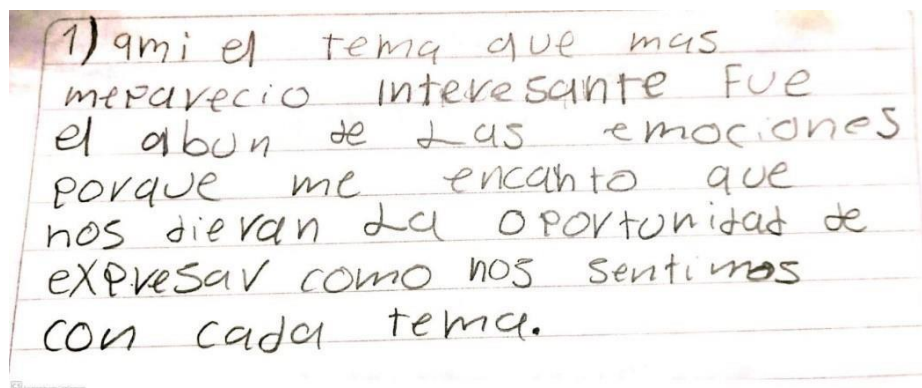 1) ami el tema que mas
meparecio interesante Fue
el abun de Las emociones
porque me encanto que
nos dieran La oportunidad de
expresar como nos sentimos
con cada tema.